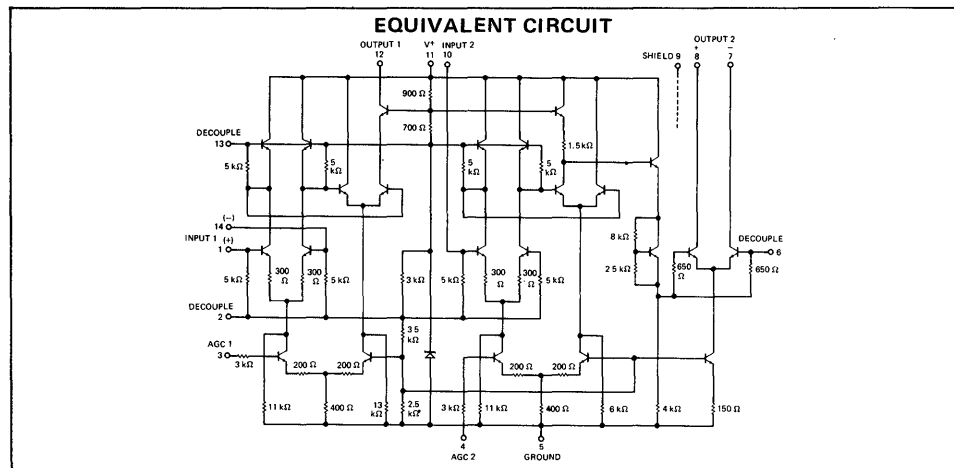 EQUIVALENT CIRCUIT
OUTPUT 1
12
V+
11
INPUT 2
10
OUTPUT 2
SHIELD 9
+
8
−
7
900 Ω
700 Ω
DECOUPLE
13
5 kΩ
5 kΩ
5 kΩ
5 kΩ
1.5 kΩ
(−)
14
INPUT 1 (+)
1
8 kΩ
2 5 kΩ
DECOUPLE
6
650 Ω
650 Ω
5 kΩ
300 Ω
300 Ω
5 kΩ
3 kΩ
5 kΩ
300 Ω
300 Ω
5 kΩ
DECOUPLE
2
3 5 kΩ
AGC 1
3
3 kΩ
200 Ω
200 Ω
200 Ω
200 Ω
11 kΩ
400 Ω
13 kΩ
2.5 kΩ
3 kΩ
11 kΩ
400 Ω
6 kΩ
4 kΩ
150 Ω
4
AGC 2
5
GROUND